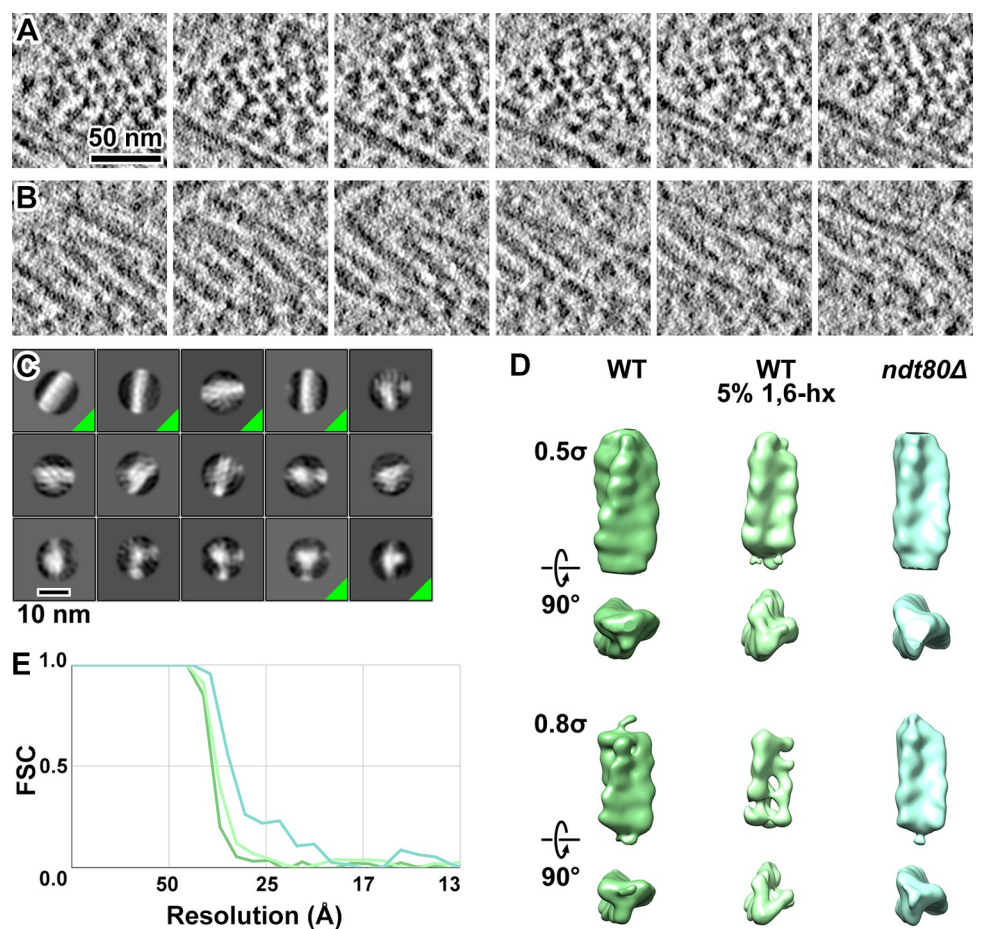 A
50 nm
B
C
10 nm
D
WT
WT
5% 1,6-hx
ndt80Δ
0.5σ
90°
0.8σ
90°
E
1.0
0.5
0.0
FSC
50
25
17
13
Resolution (Å)